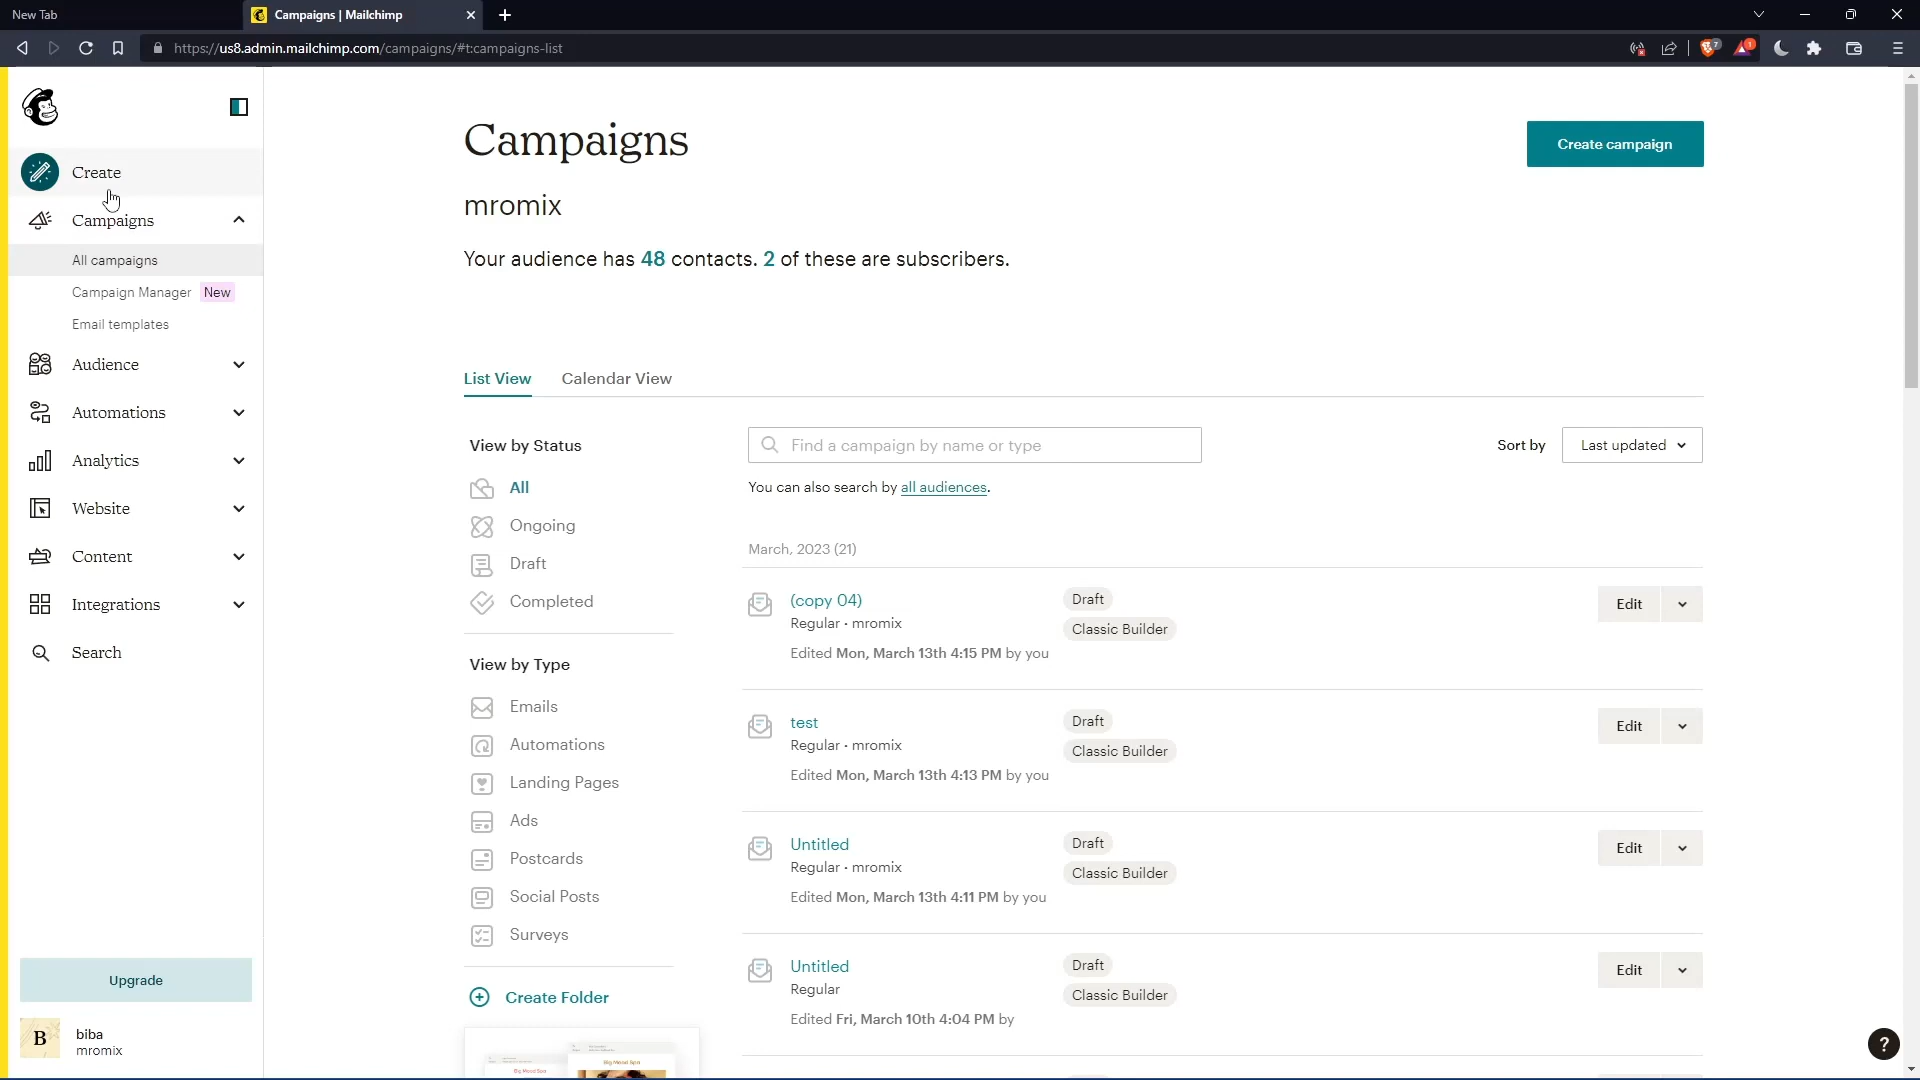 New Tab
Campaigns | Mailchimp
https://us8.admin.mailchimp.com/campaigns/#t:campaigns-list
7
1
Create
Campaigns
All campaigns
Campaign Manager New
Email templates
Audience
Automations
Analytics
Website
Content
Integrations
Search
Upgrade
B
biba
mromix
Campaigns
Create campaign
mromix
Your audience has 48 contacts. 2 of these are subscribers.
List View
Calendar View
View by Status
All
Ongoing
Draft
Completed
View by Type
Emails
Automations
Landing Pages
Ads
Postcards
Social Posts
Surveys
Create Folder
Big Mood Spa
Big Mood Spa
Find a campaign by name or type
Sort by
Last updated
You can also search by all audiences.
March, 2023 (21)
(copy 04)
Regular · mromix
Edited Mon, March 13th 4:15 PM by you
Draft
Classic Builder
Edit
test
Regular · mromix
Edited Mon, March 13th 4:13 PM by you
Draft
Classic Builder
Edit
Untitled
Regular · mromix
Edited Mon, March 13th 4:11 PM by you
Draft
Classic Builder
Edit
Untitled
Regular
Edited Fri, March 10th 4:04 PM by
Draft
Classic Builder
Edit
?